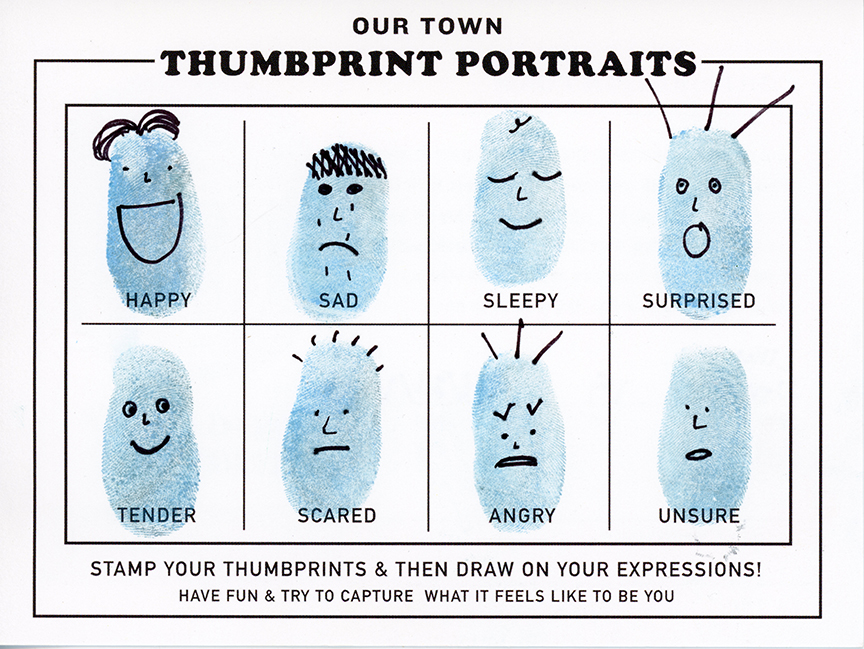 OUR TOWN
THUMBPRINT PORTRAITS
HAPPY
SAD
SLEEPY
SURPRISED
TENDER
SCARED
ANGRY
UNSURE
STAMP YOUR THUMBPRINTS & THEN DRAW ON YOUR EXPRESSIONS!
HAVE FUN & TRY TO CAPTURE WHAT IT FEELS LIKE TO BE YOU